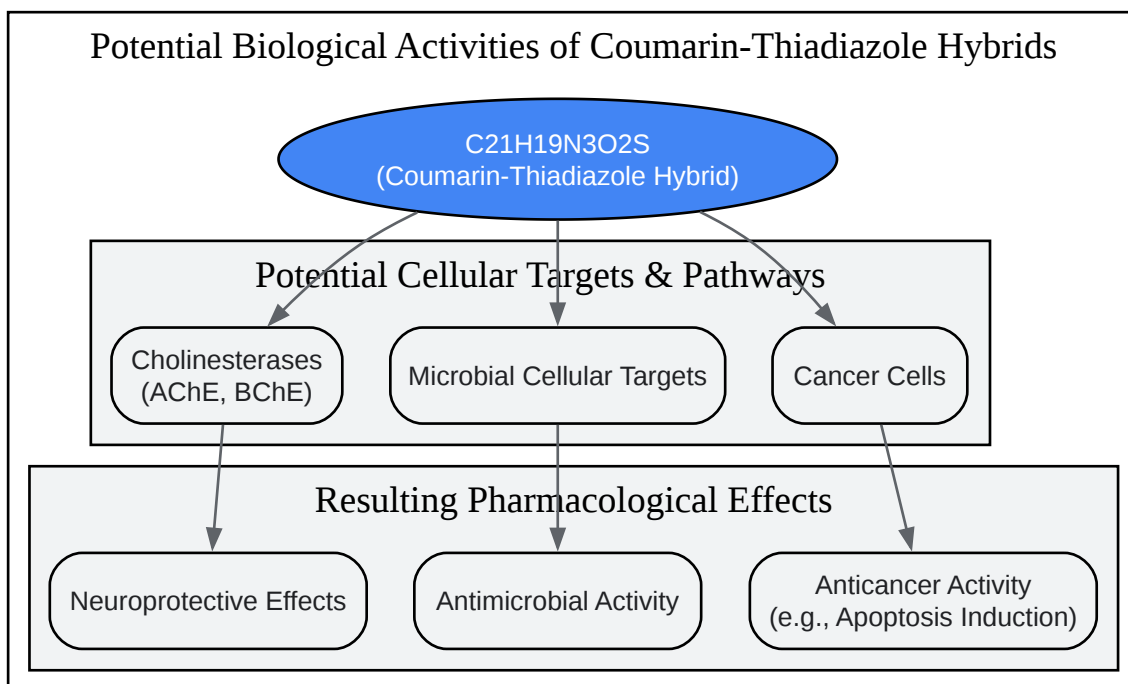 Potential Biological Activities of Coumarin-Thiadiazole Hybrids
C21H19N3O2S
(Coumarin-Thiadiazole Hybrid)
Potential Cellular Targets & Pathways
Cholinesterases
(AChE, BChE)
Microbial Cellular Targets
Cancer Cells
Resulting Pharmacological Effects
Neuroprotective Effects
Antimicrobial Activity
Anticancer Activity
(e.g., Apoptosis Induction)